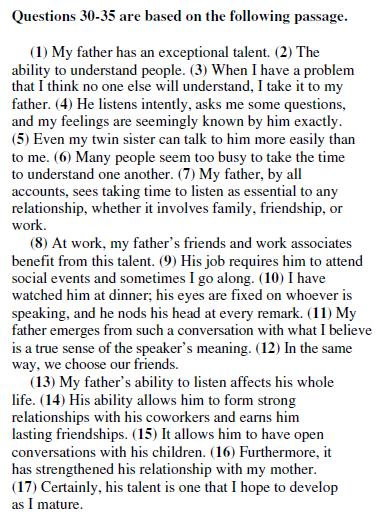 Questions 30-35 are based on the following passage.
(1) My father has an exceptional talent. (2) The
ability to understand people. (3) When I have a problem
that I think no one else will understand, I take it to my
father. (4) He listens intently, asks me some questions,
and my feelings are seemingly known by him exactly.
(5) Even my twin sister can talk to him more easily than
to me. (6) Many people seem too busy to take the time
to understand one another. (7) My father, by all
accounts, sees taking time to listen as essential to any
relationship, whether it involves family, friendship, or
work.
(8) At work, my father's friends and work associates
benefit from this talent. (9) His job requires him to attend
social events and sometimes I go along. (10) I have
watched him at dinner; his eyes are fixed on whoever is
speaking, and he nods his head at every remark. (11) My
father emerges from such a conversation with what I believe
is a true sense of the speaker's meaning. (12) In the same
way, we choose our friends.
(13) My father's ability to listen affects his whole
life. (14) His ability allows him to form strong
relationships with his coworkers and earns him
lasting friendships. (15) It allows him to have open
conversations with his children. (16) Furthermore, it
has strengthened his relationship with my mother.
(17) Certainly, his talent is one that I hope to develop
as I mature.